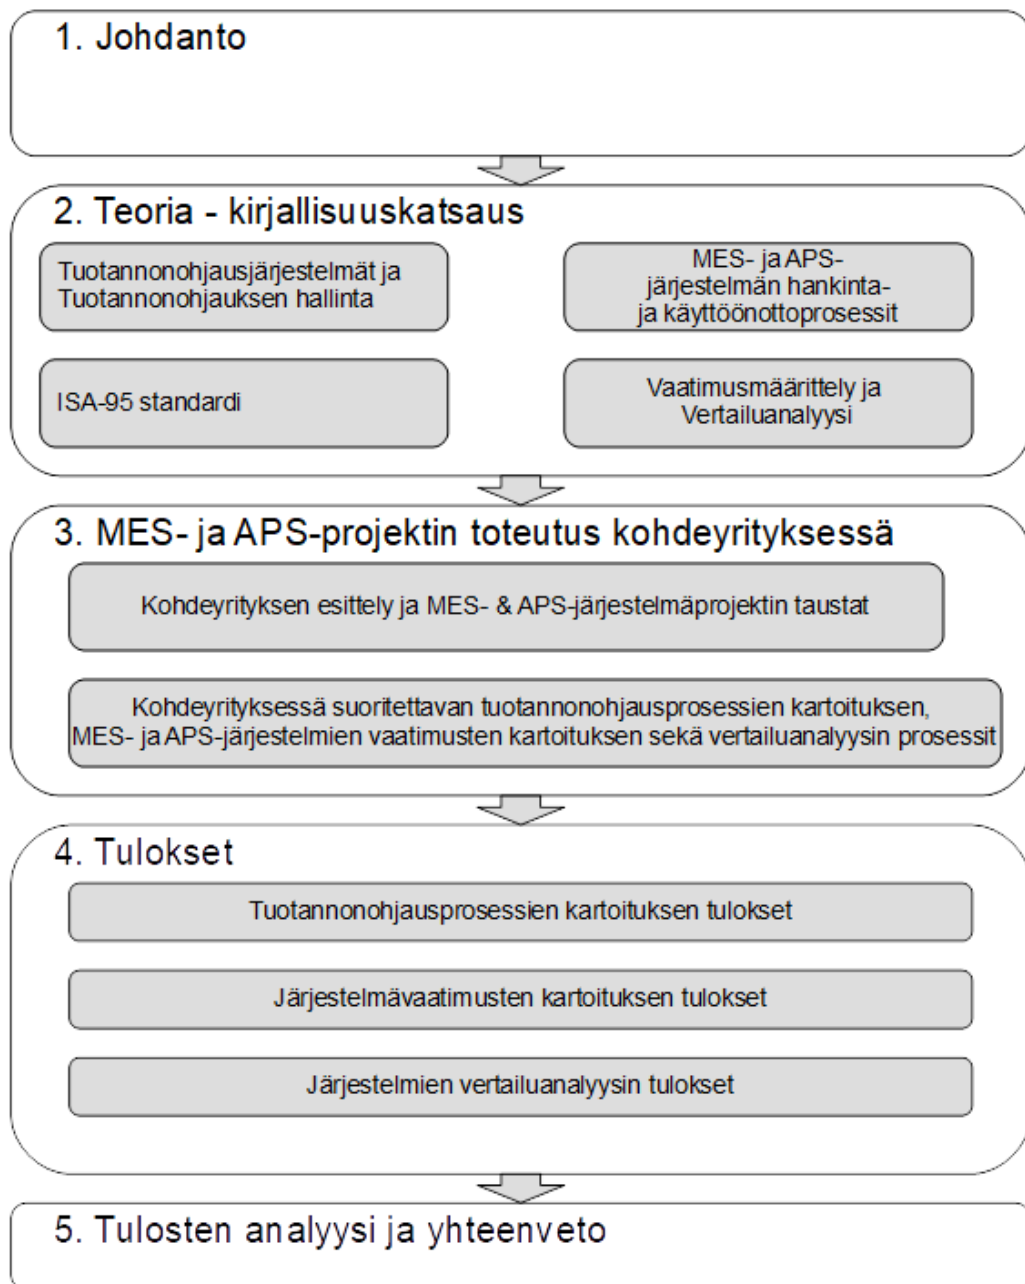 1. Johdanto
2. Teoria - kirjallisuuskatsaus
Tuotannonohjausjärjestelmät ja
Tuotannonohjauksen hallinta
MES- ja APS-
järjestelmän hankinta-
ja käyttöönottoprosessit
ISA-95 standardi
Vaatimusmäärittely ja
Vertailuanalyysi
3. MES- ja APS-projektin toteutus kohdeyrityksessä
Kohdeyrityksen esittely ja MES- & APS-järjestelmäprojektin taustat
Kohdeyrityksessä suoritettavan tuotannonohjausprosessien kartoituksen,
MES- ja APS-järjestelmien vaatimusten kartoituksen sekä vertailuanalyysin prosessit
4. Tulokset
Tuotannonohjausprosessien kartoituksen tulokset
Järjestelmävaatimusten kartoituksen tulokset
Järjestelmien vertailuanalyysin tulokset
5. Tulosten analyysi ja yhteenveto